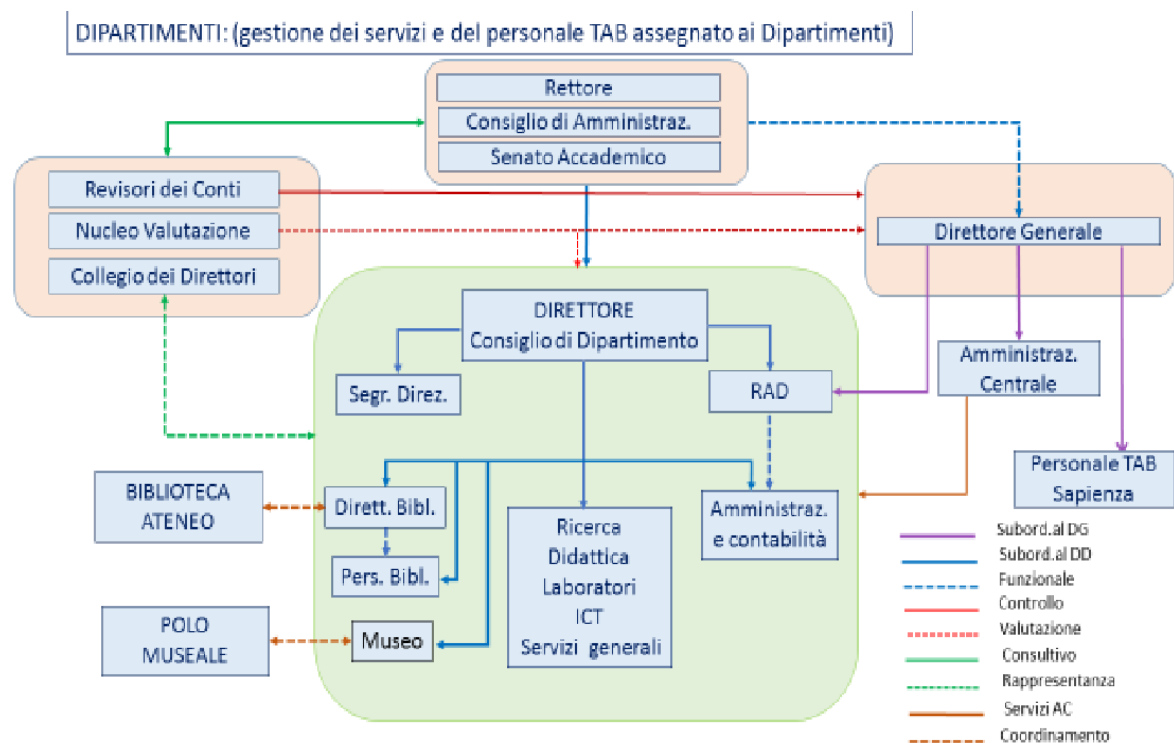 DIPARTIMENTI: (gestione dei servizi e del personale TAB assegnato ai Dipartimenti)
Rettore
Consiglio di Amministraz.
Senato Accademico
Revisori dei Conti
Nucleo Valutazione
Collegio dei Direttori
Direttore Generale
DIRETTORE
Consiglio di Dipartimento
Segr. Direz.
RAD
Amministraz.
Centrale
Personale TAB
Sapienza
BIBLIOTECA
ATENEO
Dirett. Bibl.
Pers. Bibl.
Amministraz.
e contabilità
Ricerca
Didattica
Laboratori
ICT
Servizi generali
POLO
MUSEALE
Museo
Subord.al DG
Subord.al DD
Funzionale
Controllo
Valutazione
Consultivo
Rappresentanza
Servizi AC
Coordinamento